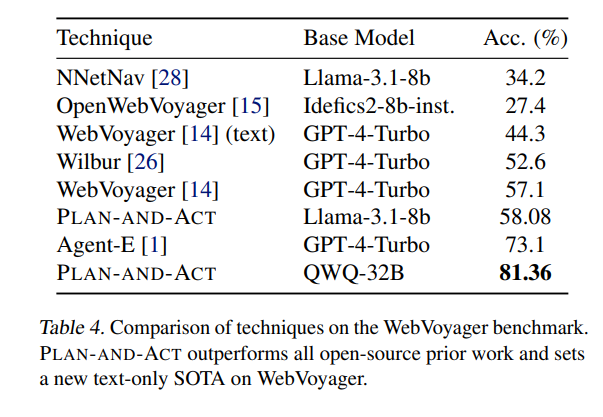 Technique Base Model Acc. (%)
NNetNav [28] Llama-3.1-8b 34.2
OpenWebVoyager [15] Idefics2-8b-inst. 27.4
WebVoyager [14] (text) GPT-4-Turbo 44.3
Wilbur [26] GPT-4-Turbo 52.6
WebVoyager [14] GPT-4-Turbo 57.1
PLAN-AND-ACT Llama-3.1-8b 58.08
Agent-E [1] GPT-4-Turbo 73.1
PLAN-AND-ACT QWQ-32B 81.36
Table 4. Comparison of techniques on the WebVoyager benchmark.
PLAN-AND-ACT outperforms all open-source prior work and sets
a new text-only SOTA on WebVoyager.